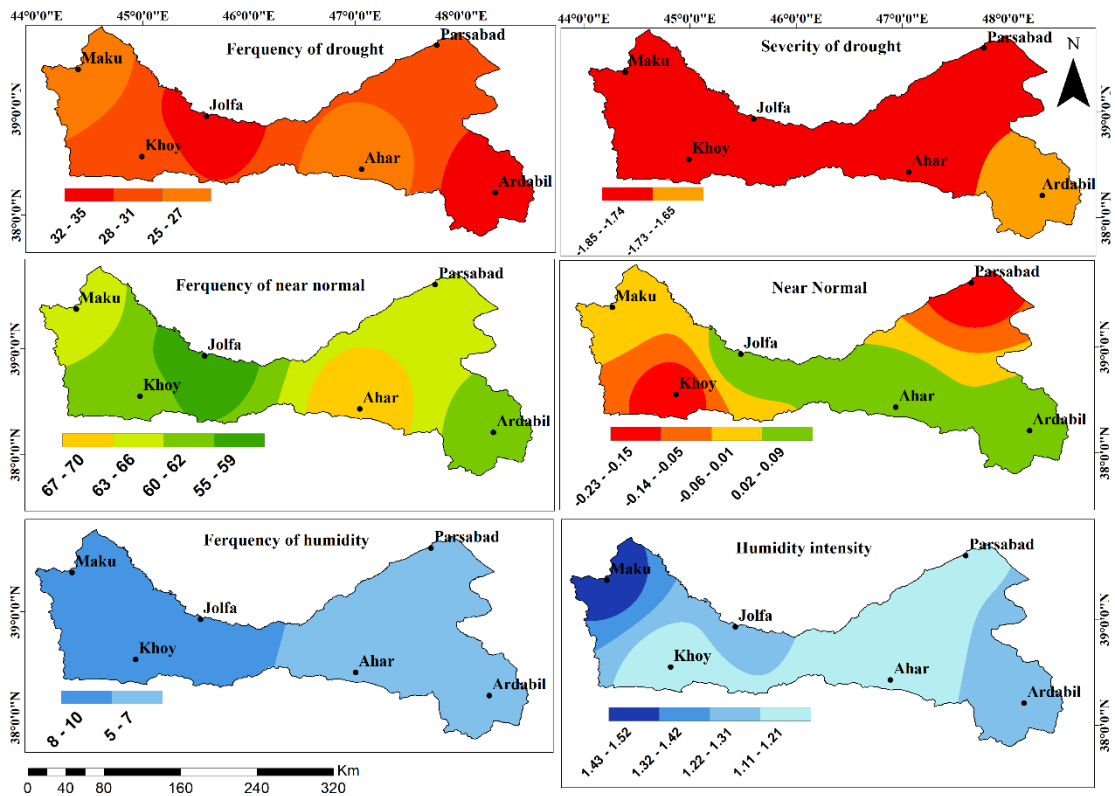 44°0'0"E 45°0'0"E 46°0'0"E 47°0'0"E 48°0'0"E
44°0'0"E 45°0'0"E 46°0'0"E 47°0'0"E 48°0'0"E
Ferquency of drought
Parsabad
Maku
Jolfa
Khoy
Ahar
Ardabil
32 - 35
28 - 31
25 - 27
39°0'0"N
38°0'0"N
Severity of drought
Parsabad
N
Maku
Jolfa
Khoy
Ahar
Ardabil
-1.85 - -1.74
-1.73 - -1.65
39°0'0"N
38°0'0"N
Ferquency of near normal
Parsabad
Maku
Jolfa
Khoy
Ahar
Ardabil
67 - 70
63 - 66
60 - 62
55 - 59
39°0'0"N
38°0'0"N
Near Normal
Parsabad
Maku
Jolfa
Khoy
Ahar
Ardabil
-0.23 - -0.15
-0.14 - -0.05
-0.06 - 0.01
0.02 - 0.09
39°0'0"N
38°0'0"N
Ferquency of humidity
Parsabad
Maku
Jolfa
Khoy
Ahar
Ardabil
8 - 10
5 - 7
39°0'0"N
38°0'0"N
Humidity intensity
Parsabad
Maku
Jolfa
Khoy
Ahar
Ardabil
1.43 - 1.52
1.32 - 1.42
1.22 - 1.31
1.11 - 1.21
39°0'0"N
38°0'0"N
Km
0 40 80 160 240 320